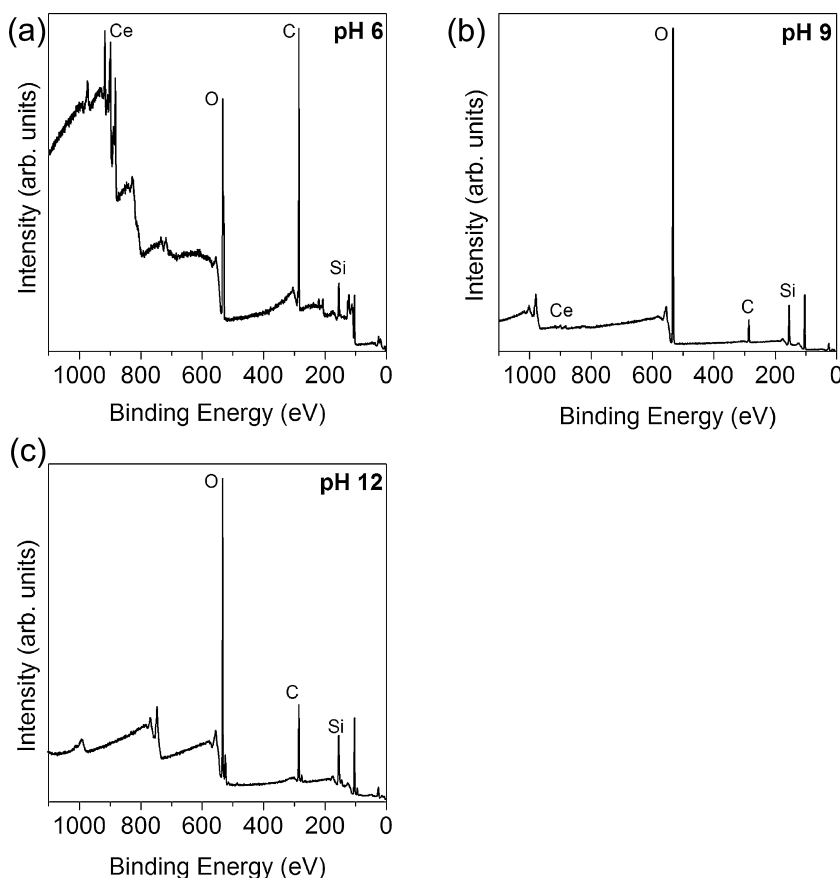 (a)
pH 6
Ce
C
O
Si
Intensity (arb. units)
1000 800 600 400 200 0
Binding Energy (eV)
(b)
pH 9
O
Ce
C
Si
Intensity (arb. units)
1000 800 600 400 200 0
Binding Energy (eV)
(c)
pH 12
O
C
Si
Intensity (arb. units)
1000 800 600 400 200 0
Binding Energy (eV)